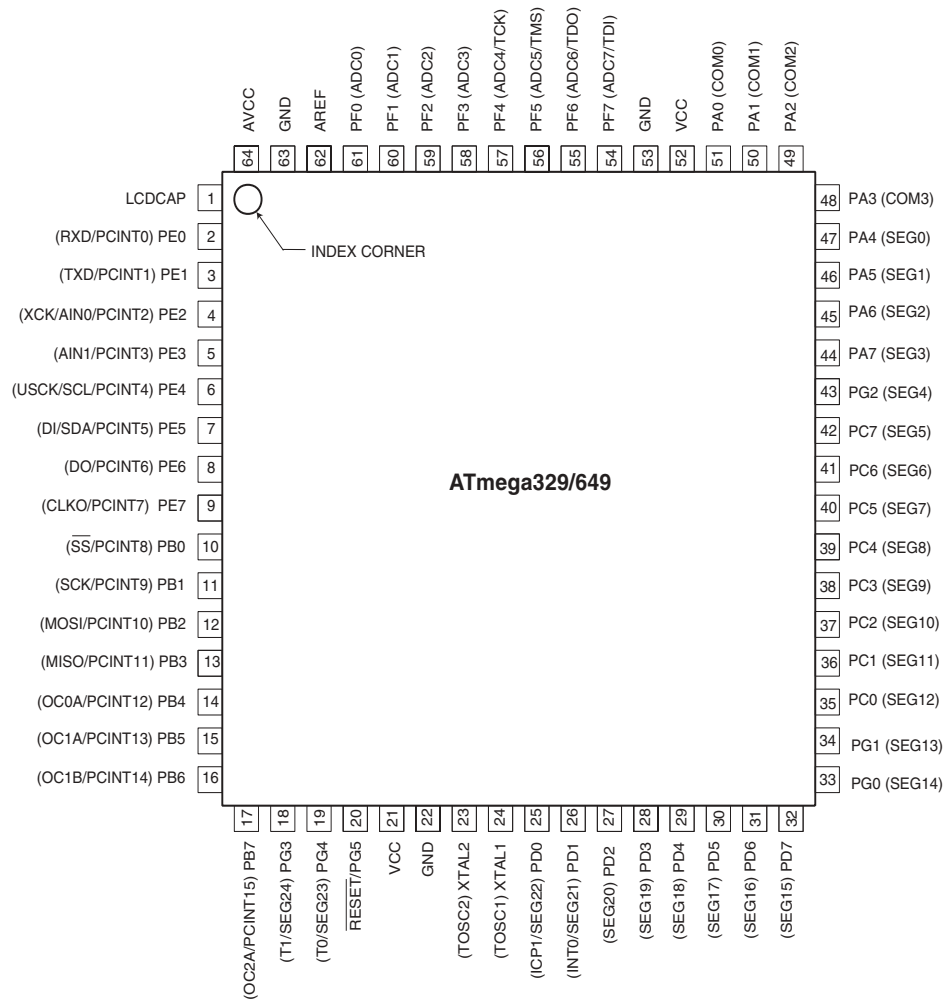 AVCC
GND
AREF
PF0 (ADC0)
PF1 (ADC1)
PF2 (ADC2)
PF3 (ADC3)
PF4 (ADC4/TCK)
PF5 (ADC5/TMS)
PF6 (ADC6/TDO)
PF7 (ADC7/TDI)
GND
VCC
PA0 (COM0)
PA1 (COM1)
PA2 (COM2)
64
63
62
61
60
59
58
57
56
55
54
53
52
51
50
49
LCDCAP 1
(RXD/PCINT0) PE0 2
(TXD/PCINT1) PE1 3
(XCK/AIN0/PCINT2) PE2 4
(AIN1/PCINT3) PE3 5
(USCK/SCL/PCINT4) PE4 6
(DI/SDA/PCINT5) PE5 7
(DO/PCINT6) PE6 8
(CLKO/PCINT7) PE7 9
(SS/PCINT8) PB0 10
(SCK/PCINT9) PB1 11
(MOSI/PCINT10) PB2 12
(MISO/PCINT11) PB3 13
(OC0A/PCINT12) PB4 14
(OC1A/PCINT13) PB5 15
(OC1B/PCINT14) PB6 16
INDEX CORNER
ATmega329/649
48 PA3 (COM3)
47 PA4 (SEG0)
46 PA5 (SEG1)
45 PA6 (SEG2)
44 PA7 (SEG3)
43 PG2 (SEG4)
42 PC7 (SEG5)
41 PC6 (SEG6)
40 PC5 (SEG7)
39 PC4 (SEG8)
38 PC3 (SEG9)
37 PC2 (SEG10)
36 PC1 (SEG11)
35 PC0 (SEG12)
34 PG1 (SEG13)
33 PG0 (SEG14)
17
18
19
20
21
22
23
24
25
26
27
28
29
30
31
32
(OC2A/PCINT15) PB7
(T1/SEG24) PG3
(T0/SEG23) PG4
RESET/PG5
VCC
GND
(TOSC2) XTAL2
(TOSC1) XTAL1
(ICP1/SEG22) PD0
(INT0/SEG21) PD1
(SEG20) PD2
(SEG19) PD3
(SEG18) PD4
(SEG17) PD5
(SEG16) PD6
(SEG15) PD7